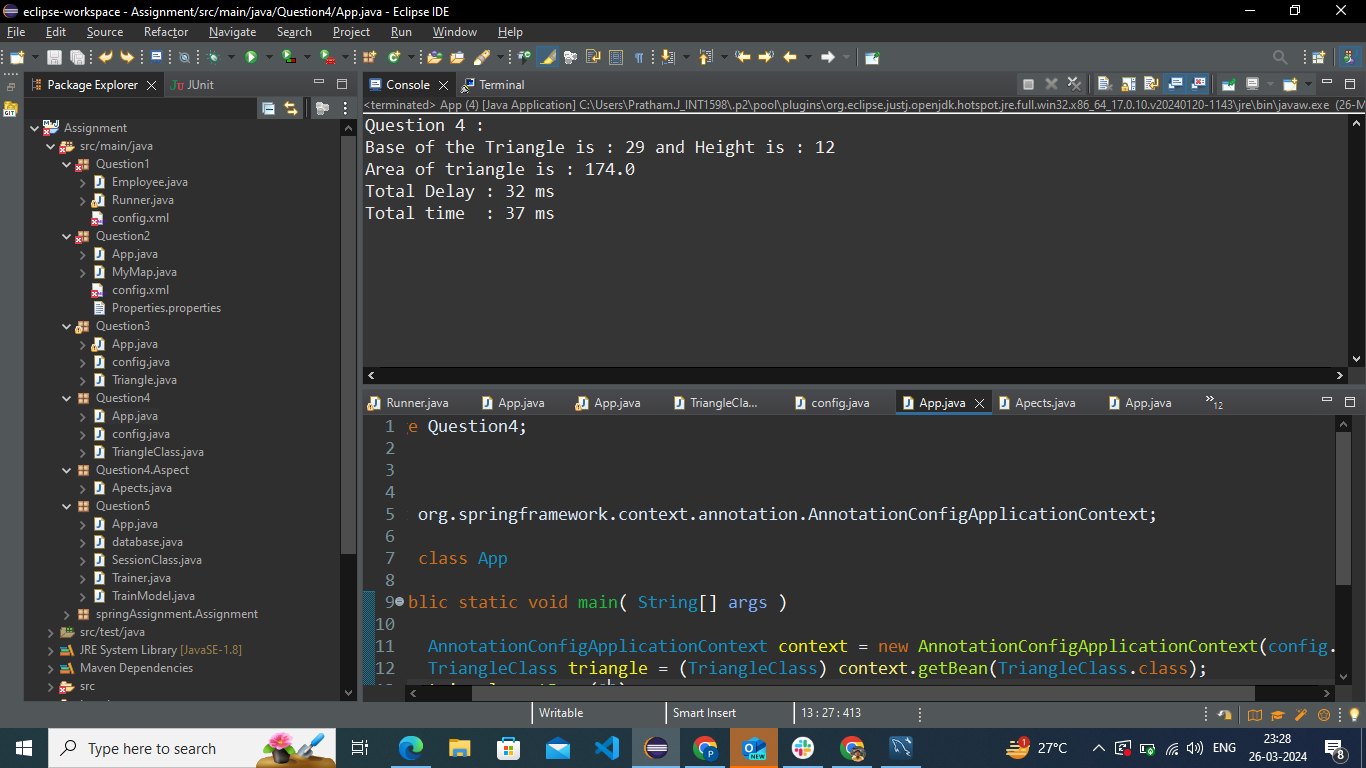 eclipse-workspace - Assignment/src/main/java/Question4/App.java - Eclipse IDE
File Edit Source Refactor Navigate Search Project Run Window Help
Package Explorer
JUnit
Assignment
src/main/java
Question1
Employee.java
Runner.java
config.xml
Question2
App.java
MyMap.java
config.xml
Properties.properties
Question3
App.java
config.java
Triangle.java
Question4
App.java
config.java
TriangleClass.java
Question4.Aspect
Apects.java
Question5
App.java
database.java
SessionClass.java
Trainer.java
TrainModel.java
springAssignment.Assignment
src/test/java
JRE System Library [JavaSE-1.8]
Maven Dependencies
src
Console
Terminal
<terminated> App (4) [Java Application] C:\Users\Pratham.J_INT1598\.p2\pool\plugins\org.eclipse.justj.openjdk.hotspot.jre.full.win32.x86_64_17.0.10.v20240120-1143\jre\bin\javaw.exe (26-M
Question 4 :
Base of the Triangle is : 29 and Height is : 12
Area of triangle is : 174.0
Total Delay : 32 ms
Total time  : 37 ms
Runner.java App.java App.java TriangleCla... config.java App.java Apects.java App.java »12
1 e Question4;
2
3
4
5 org.springframework.context.annotation.AnnotationConfigApplicationContext;
6
7 class App
8
9 blic static void main( String[] args )
10
11 AnnotationConfigApplicationContext context = new AnnotationConfigApplicationContext(config.
12 TriangleClass triangle = (TriangleClass) context.getBean(TriangleClass.class);
Writable Smart Insert 13 : 27 : 413
Type here to search
27°C
ENG
23:28
26-03-2024
8